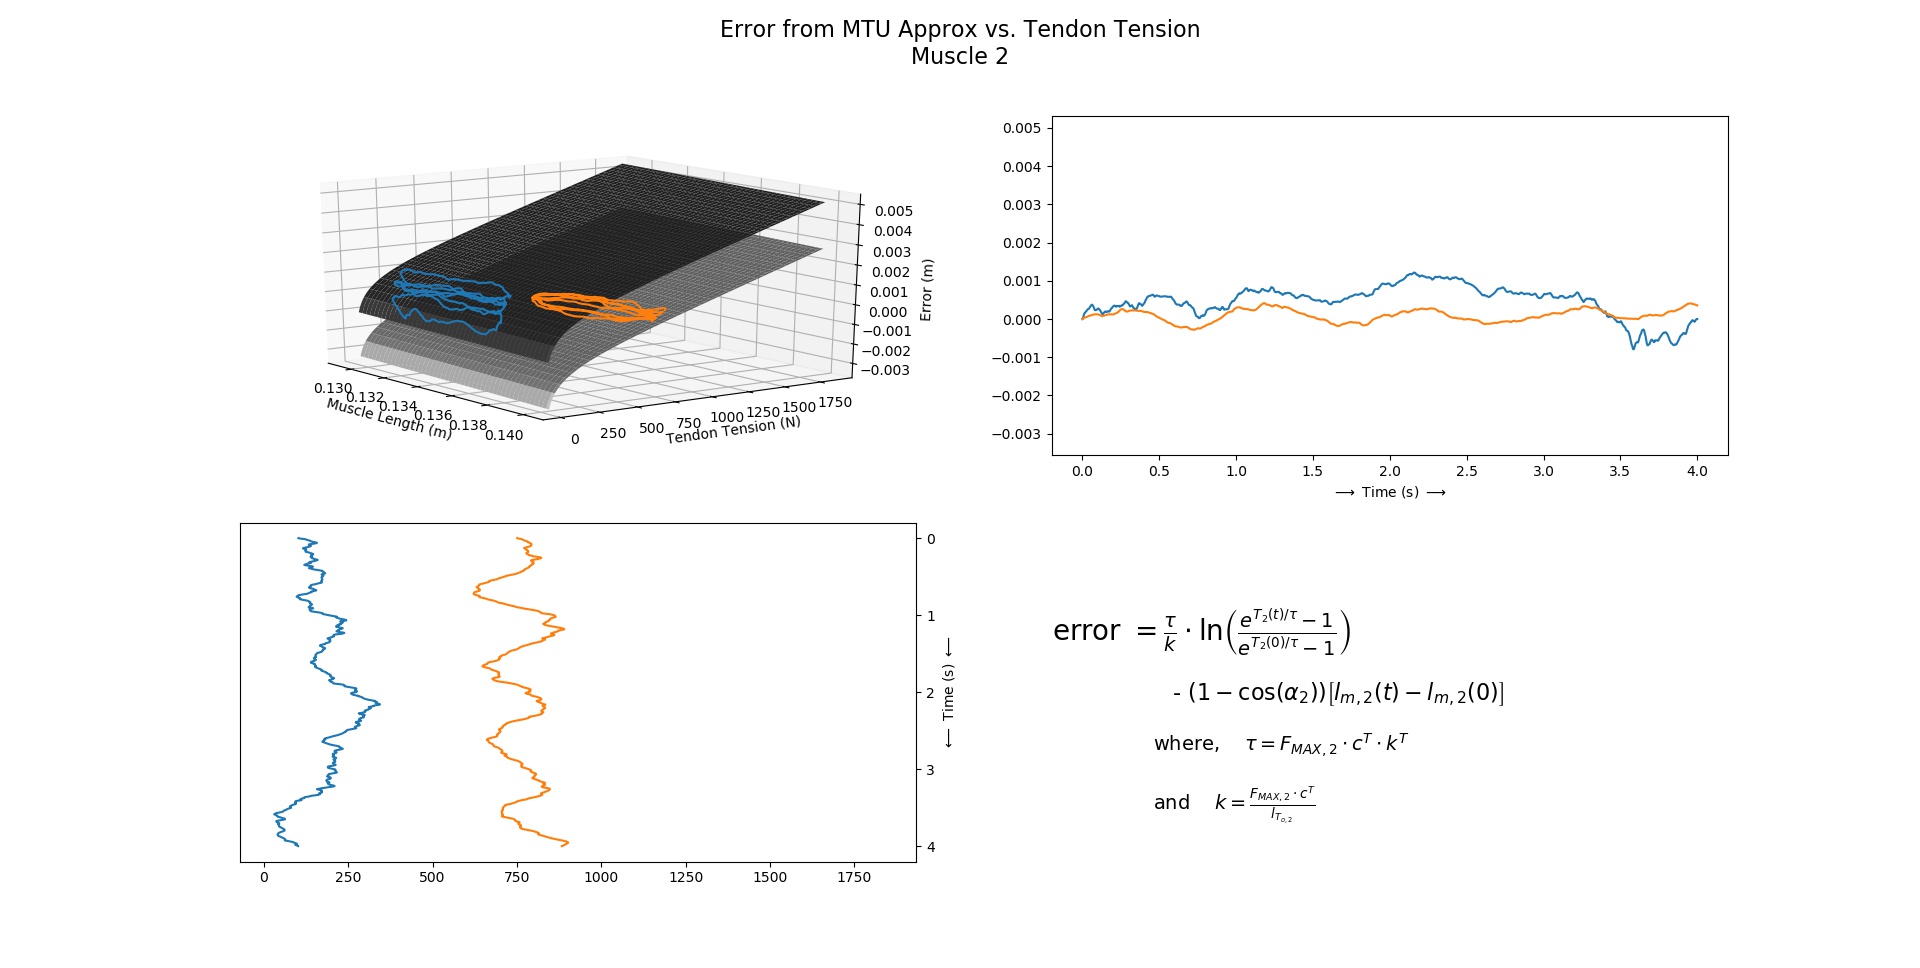 Error from MTU Approx vs. Tendon Tension
Muscle 2
0.005
0.004
0.003
0.002
0.001
0.000
−0.001
−0.002
−0.003
Error (m)
0.130
0.132
0.134
0.136
0.138
0.140
Muscle Length (m)
0
250
500
750
1000
1250
1500
1750
Tendon Tension (N)
0.005
0.004
0.003
0.002
0.001
0.000
−0.001
−0.002
−0.003
0.0 0.5 1.0 1.5 2.0 2.5 3.0 3.5 4.0
⟶ Time (s) ⟶
0
1
2
3
4
⟵ Time (s) ⟵
0 250 500 750 1000 1250 1500 1750
error = τ/k · ln((e^{T₂(t)/τ} − 1)/(e^{T₂(0)/τ} − 1))
- (1 − cos(α₂))[l_{m,2}(t) − l_{m,2}(0)]
where, τ = F_{MAX,2} · c^T · k^T
and k = (F_{MAX,2} · c^T)/l_{T_{o,2}}